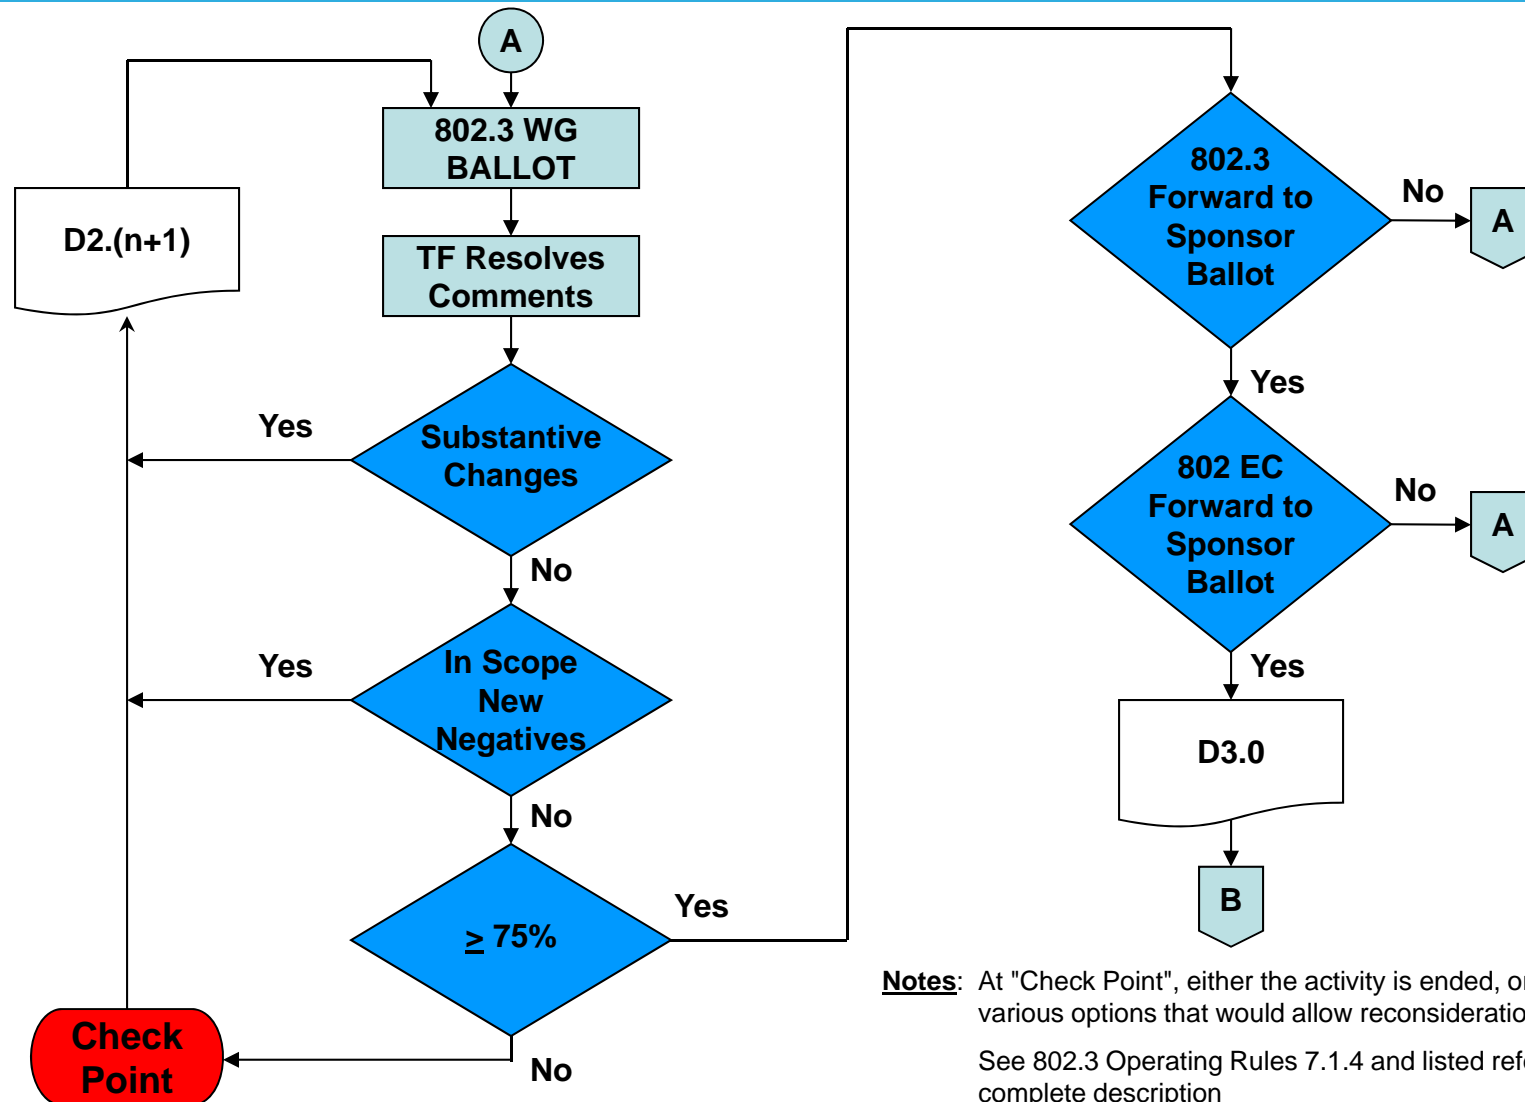 A
802.3 WG
BALLOT
D2.(n+1)
TF Resolves
Comments
Yes
Substantive
Changes
No
Yes
In Scope
New
Negatives
No
≥ 75%
Yes
Check
Point
No
802.3
Forward to
Sponsor
Ballot
No
A
Yes
802 EC
Forward to
Sponsor
Ballot
No
A
Yes
D3.0
B
Notes: At "Check Point", either the activity is ended, or
various options that would allow
See 802.3 Operating Rules 7.1.4 and listed
complete description